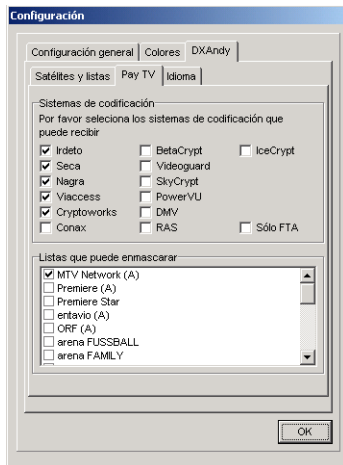 Configuración
Configuración general Colores DXAndy
Satélites y listas Pay TV Idioma
Sistemas de codificación
Por favor seleciona los sistemas de codificación que
puede recibir
Irdeto BetaCrypt IceCrypt
Seca Videoguard
Nagra SkyCrypt
Viaccess PowerVU
Cryptoworks DMV
Conax RAS Sólo FTA
Listas que puede enmascarar
MTV Network (A)
Premiere (A)
Premiere Star
entavio (A)
ORF (A)
arena FUSSBALL
arena FAMILY
OK